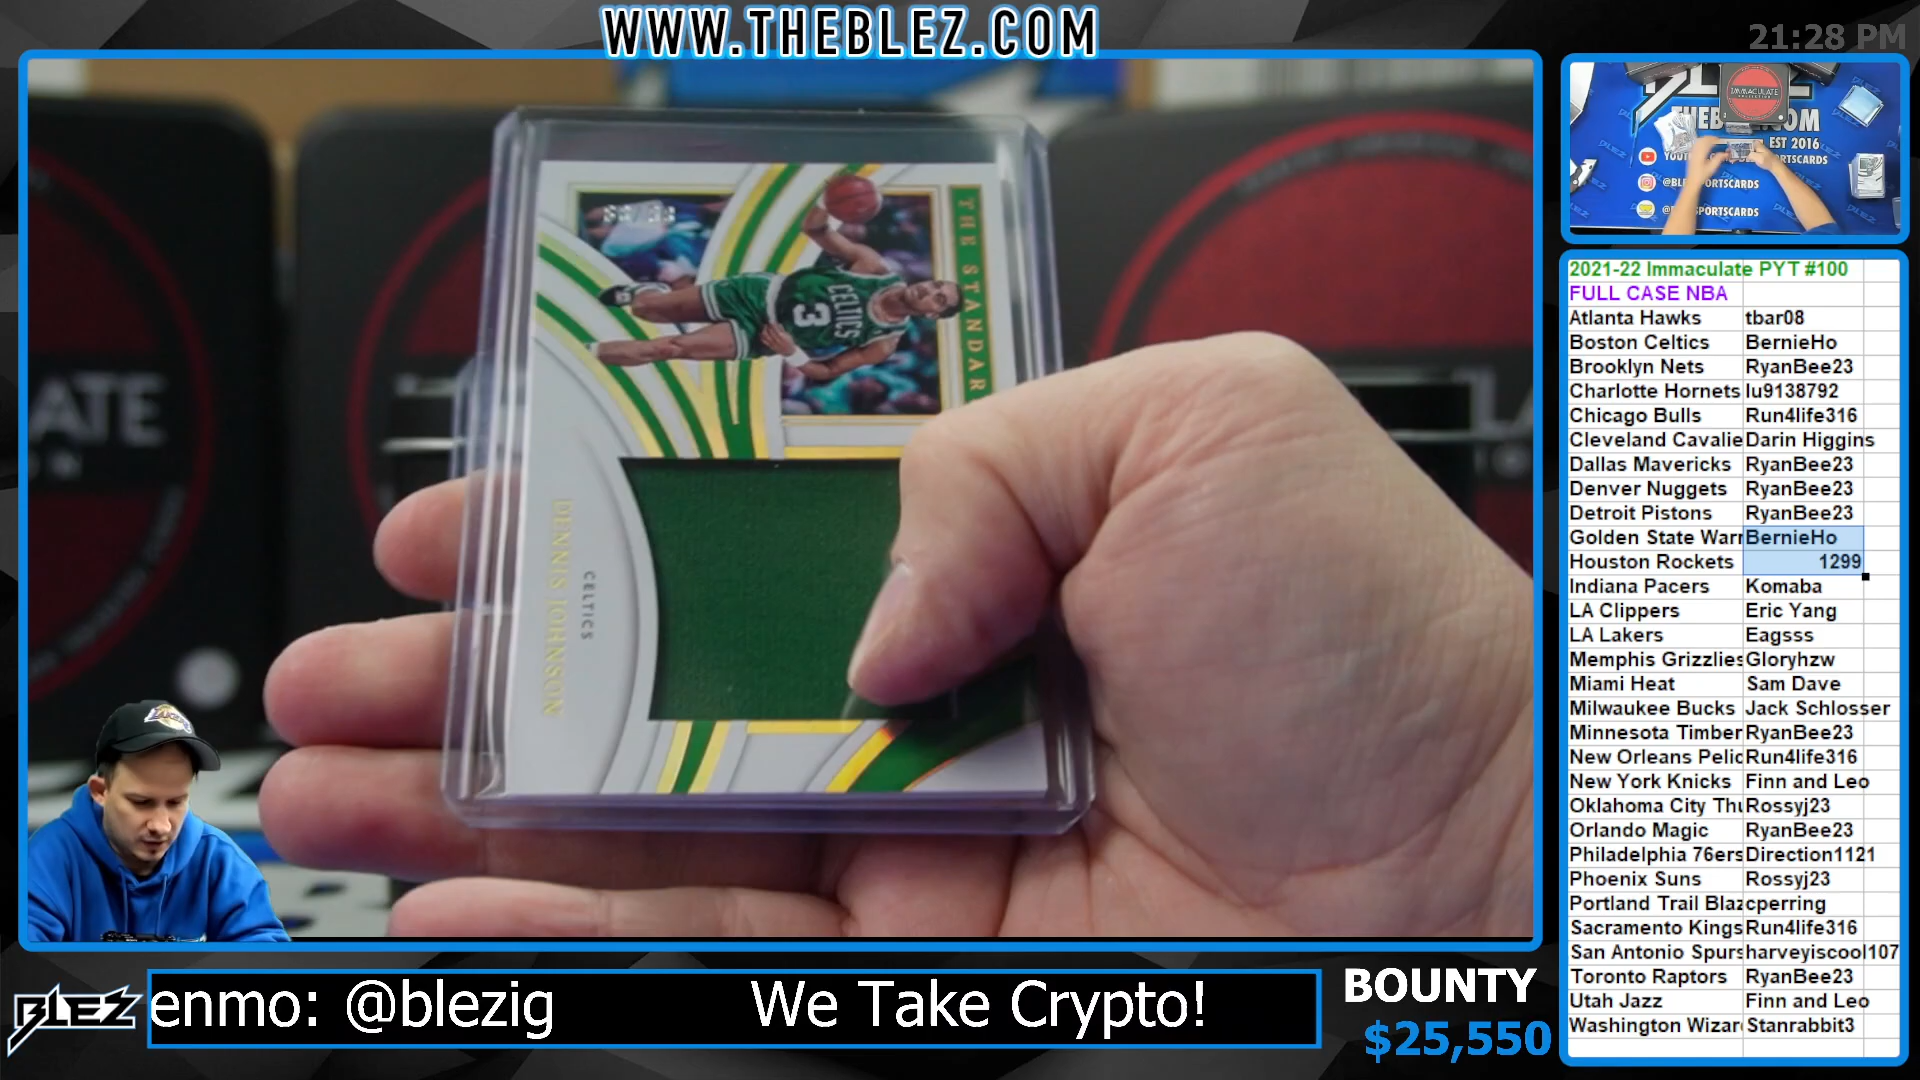 WWW.THEBLEZ.COM
21:28 PM
THE STANDAR
CELTICS
3
DENNIS JOHNSON
CELTICS
IMMACULATE
EST 2016
2021-22 Immaculate PYT #100
FULL CASE NBA
Atlanta Hawks tbar08
Boston Celtics BernieHo
Brooklyn Nets RyanBee23
Charlotte Hornets lu9138792
Chicago Bulls Run4life316
Cleveland Cavalie Darin Higgins
Dallas Mavericks RyanBee23
Denver Nuggets RyanBee23
Detroit Pistons RyanBee23
Golden State Warr BernieHo
Houston Rockets 1299
Indiana Pacers Komaba
LA Clippers Eric Yang
LA Lakers Eagsss
Memphis Grizzlies Gloryhzw
Miami Heat Sam Dave
Milwaukee Bucks Jack Schlosser
Minnesota Timber RyanBee23
New Orleans Pelic Run4life316
New York Knicks Finn and Leo
Oklahoma City Thu Rossyj23
Orlando Magic RyanBee23
Philadelphia 76ers Direction1121
Phoenix Suns Rossyj23
Portland Trail Blaz cperring
Sacramento Kings Run4life316
San Antonio Spurs harveyiscool107
Toronto Raptors RyanBee23
Utah Jazz Finn and Leo
Washington Wizar Stanrabbit3
BLEZ
enmo: @blezig We Take Crypto!
BOUNTY
$25,550